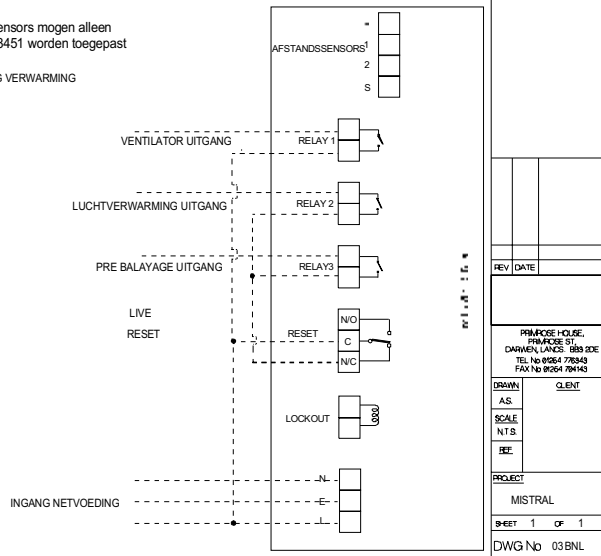 ensors mogen alleen
3451 worden toegepast
G VERWARMING
=
AFSTANDSSENSORS
1
2
S
VENTILATOR UITGANG
RELAY 1
LUCHTVERWARMING UITGANG
RELAY 2
PRE BALAYAGE UITGANG
RELAY3
LIVE
RESET
RESET
N/O
C
N/C
LOCKOUT
INGANG NETVOEDING
N
E
L
REV DATE
PRIMROSE HOUSE,
PRIMROSE ST,
DARWEN, LANCS. BB3 2DE
TEL No 01254 776343
FAX No 01254 704143
DRAWN
CLIENT
A.S.
SCALE
N.T.S.
REF.
PROJECT
MISTRAL
SHEET 1 OF 1
DWG No 03BNL